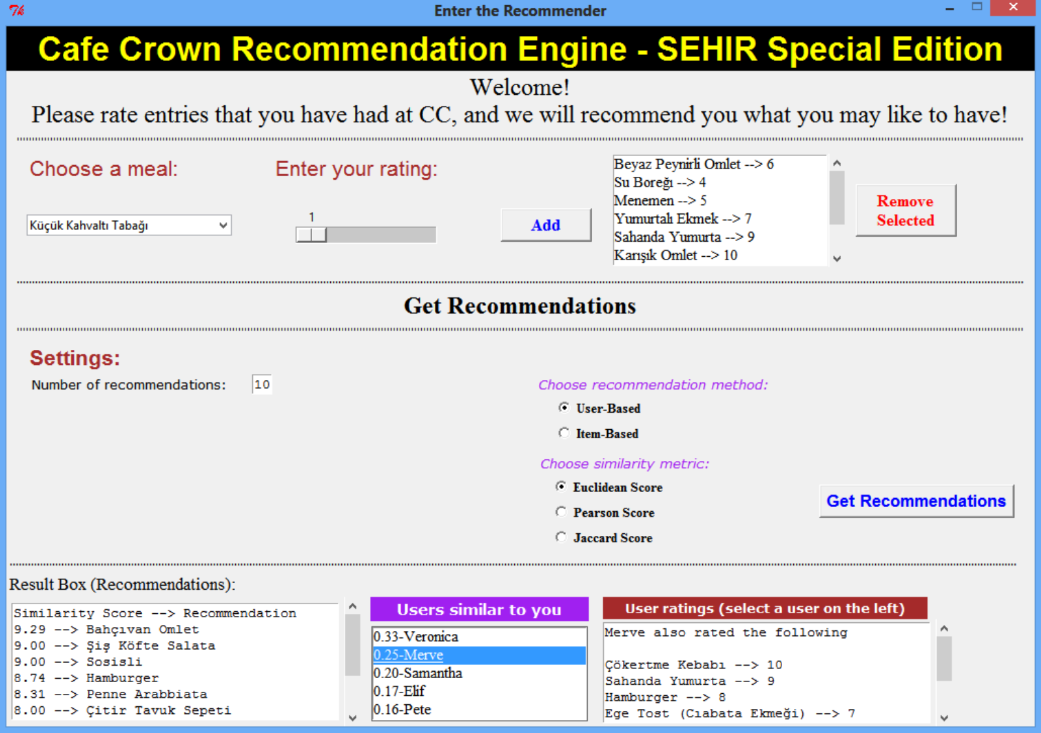 Enter the Recommender
Cafe Crown Recommendation Engine - SEHIR Special Edition
Welcome!
Please rate entries that you have had at CC, and we will recommend you what you may like to have!
Choose a meal:
Enter your rating:
Küçük Kahvaltı Tabağı
1
Add
Beyaz Peynirli Omlet --> 6
Su Boreğı --> 4
Menemen --> 5
Yumurtalı Ekmek --> 7
Sahanda Yumurta --> 9
Karışık Omlet --> 10
Remove
Selected
Get Recommendations
Settings:
Number of recommendations: 10
Choose recommendation method:
User-Based
Item-Based
Choose similarity metric:
Euclidean Score
Pearson Score
Jaccard Score
Get Recommendations
Result Box (Recommendations):
Similarity Score --> Recommendation
9.29 --> Bahçıvan Omlet
9.00 --> Şiş Köfte Salata
9.00 --> Sosisli
8.74 --> Hamburger
8.31 --> Penne Arabbiata
8.00 --> Çitir Tavuk Sepeti
Users similar to you
0.33-Veronica
0.25-Merve
0.20-Samantha
0.17-Elif
0.16-Pete
User ratings (select a user on the left)
Merve also rated the following
Çökertme Kebabı --> 10
Sahanda Yumurta --> 9
Hamburger --> 8
Ege Tost (Cıabata Ekmeği) --> 7